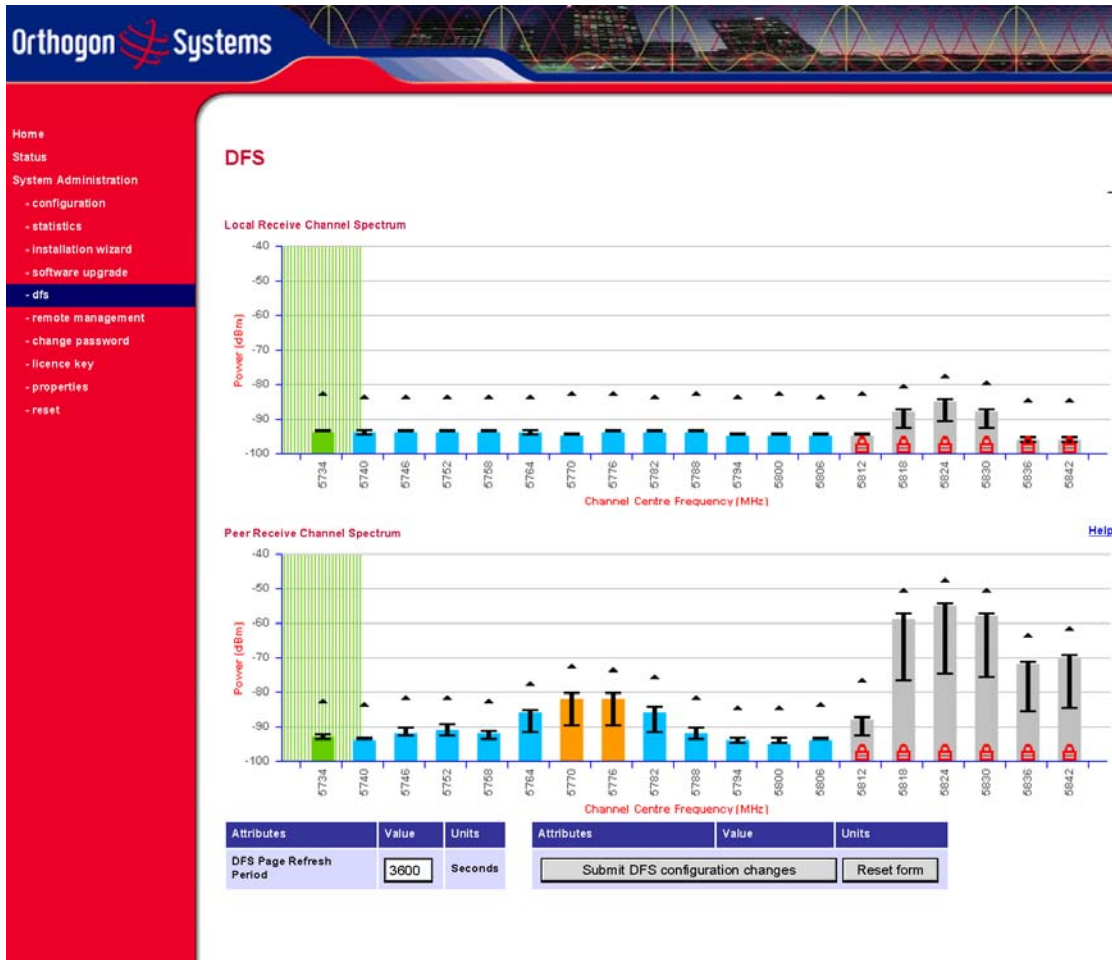 Orthogon Systems
Home
Status
System Administration
- configuration
- statistics
- installation wizard
- software upgrade
- dfs
- remote management
- change password
- licence key
- properties
- reset
DFS
Local Receive Channel Spectrum
Power (dBm)
-40
-50
-60
-70
-80
-90
-100
5734 5740 5746 5752 5758 5764 5770 5776 5782 5788 5794 5800 5806 5812 5818 5824 5830 5836 5842
Channel Centre Frequency (MHz)
Peer Receive Channel Spectrum
Help
Power (dBm)
-40
-50
-60
-70
-80
-90
-100
5734 5740 5746 5752 5758 5764 5770 5776 5782 5788 5794 5800 5806 5812 5818 5824 5830 5836 5842
Channel Centre Frequency (MHz)
Attributes Value Units Attributes Value Units
DFS Page Refresh
Period 3600 Seconds Submit DFS configuration changes Reset form